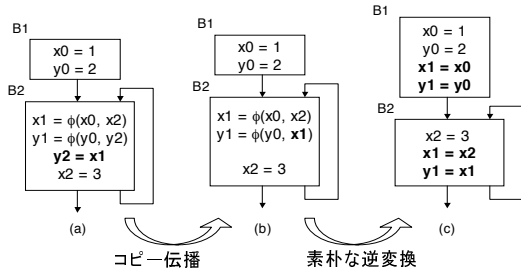 B1
x0 = 1
y0 = 2
B2
x1 = ϕ(x0, x2)
y1 = ϕ(y0, y2)
y2 = x1
x2 = 3
(a)
B1
x0 = 1
y0 = 2
B2
x1 = ϕ(x0, x2)
y1 = ϕ(y0, x1)
x2 = 3
(b)
B1
x0 = 1
y0 = 2
x1 = x0
y1 = y0
B2
x2 = 3
x1 = x2
y1 = x1
(c)
コピー伝播
素朴な逆変換